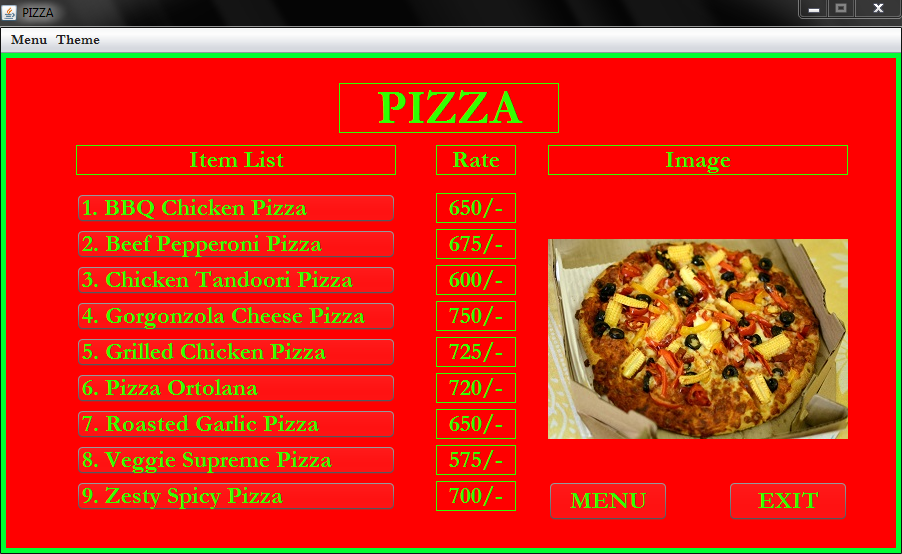 PIZZA
Menu Theme
PIZZA
Item List Rate Image
1. BBQ Chicken Pizza 650/-
2. Beef Pepperoni Pizza 675/-
3. Chicken Tandoori Pizza 600/-
4. Gorgonzola Cheese Pizza 750/-
5. Grilled Chicken Pizza 725/-
6. Pizza Ortolana 720/-
7. Roasted Garlic Pizza 650/-
8. Veggie Supreme Pizza 575/-
9. Zesty Spicy Pizza 700/-
MENU EXIT